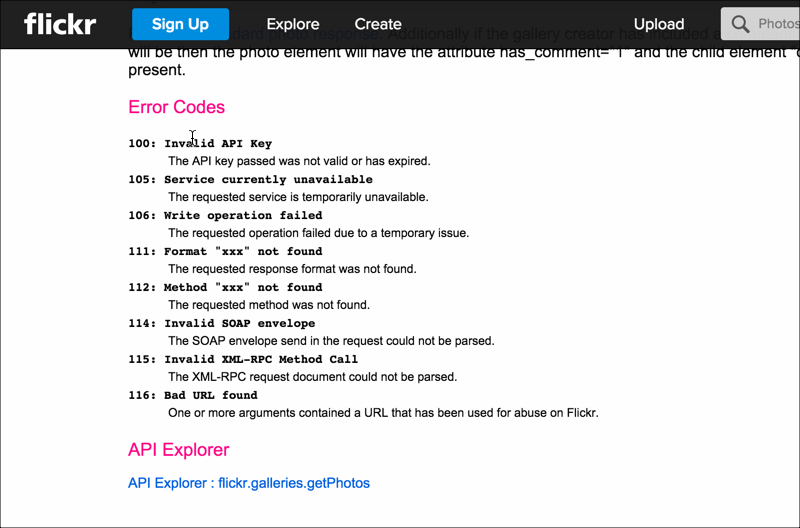 flickr Sign Up Explore Create Upload Photos
standard photo response. Additionally if the gallery creator has included a
will be then the photo element will have the attribute has_comment="1" and the child element
present.
Error Codes
100: Invalid API Key
The API key passed was not valid or has expired.
105: Service currently unavailable
The requested service is temporarily unavailable.
106: Write operation failed
The requested operation failed due to a temporary issue.
111: Format "xxx" not found
The requested response format was not found.
112: Method "xxx" not found
The requested method was not found.
114: Invalid SOAP envelope
The SOAP envelope send in the request could not be parsed.
115: Invalid XML-RPC Method Call
The XML-RPC request document could not be parsed.
116: Bad URL found
One or more arguments contained a URL that has been used for abuse on Flickr.
API Explorer
API Explorer : flickr.galleries.getPhotos